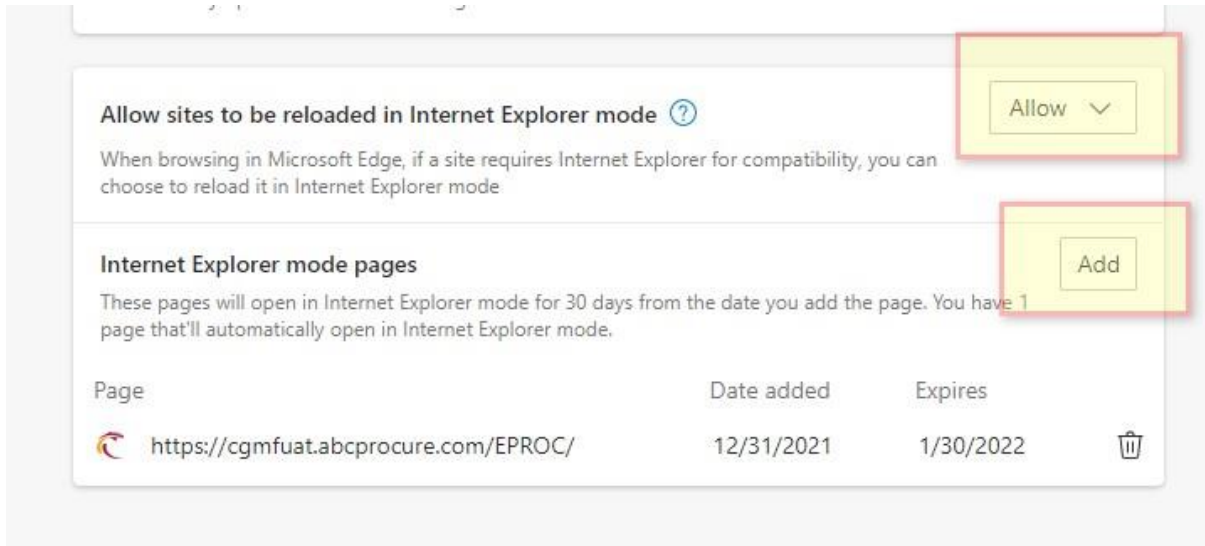 Allow sites to be reloaded in Internet Explorer mode
Allow
When browsing in Microsoft Edge, if a site requires Internet Explorer for compatibility, you can
choose to reload it in Internet Explorer mode
Internet Explorer mode pages
Add
These pages will open in Internet Explorer mode for 30 days from the date you add the page. You have 1
page that'll automatically open in Internet Explorer mode.
Page Date added Expires
https://cgmfuat.abcprocure.com/EPROC/ 12/31/2021 1/30/2022